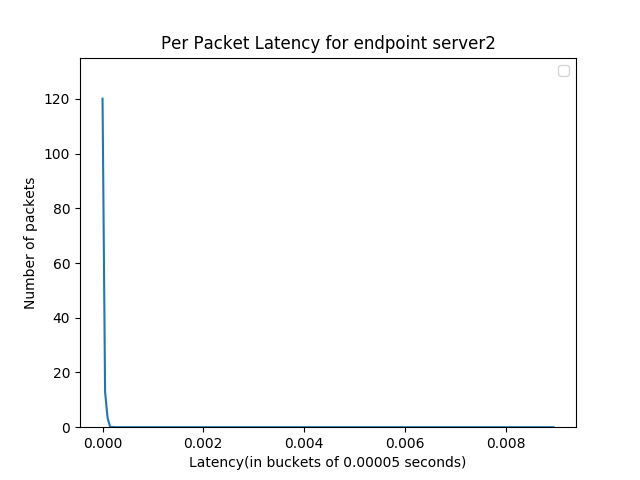 Per Packet Latency for endpoint server2
120
100
80
60
40
20
0
Number of packets
0.000 0.002 0.004 0.006 0.008
Latency(in buckets of 0.00005 seconds)